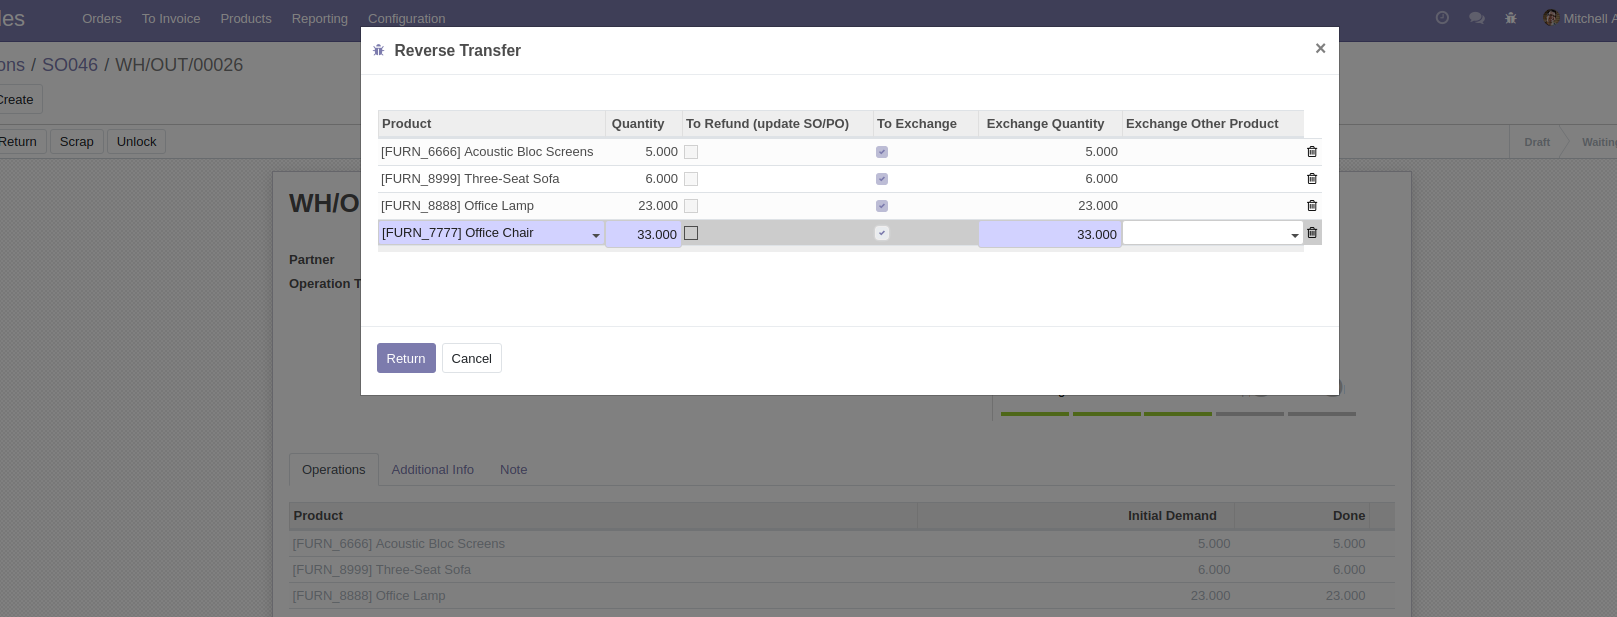 les Orders To Invoice Products Reporting Configuration Mitchell A
Reverse Transfer ×
ons / SO046 / WH/OUT/00026
Create
Product Quantity To Refund (update SO/PO) To Exchange Exchange Quantity Exchange Other Product
Return Scrap Unlock Draft Waiting
[FURN_6666] Acoustic Bloc Screens 5.000 5.000
[FURN_8999] Three-Seat Sofa 6.000 6.000
WH/O
[FURN_8888] Office Lamp 23.000 23.000
[FURN_7777] Office Chair 33.000 33.000
Partner
Operation T
Return Cancel
Operations Additional Info Note
Product Initial Demand Done
[FURN_6666] Acoustic Bloc Screens 5.000 5.000
[FURN_8999] Three-Seat Sofa 6.000 6.000
[FURN_8888] Office Lamp 23.000 23.000